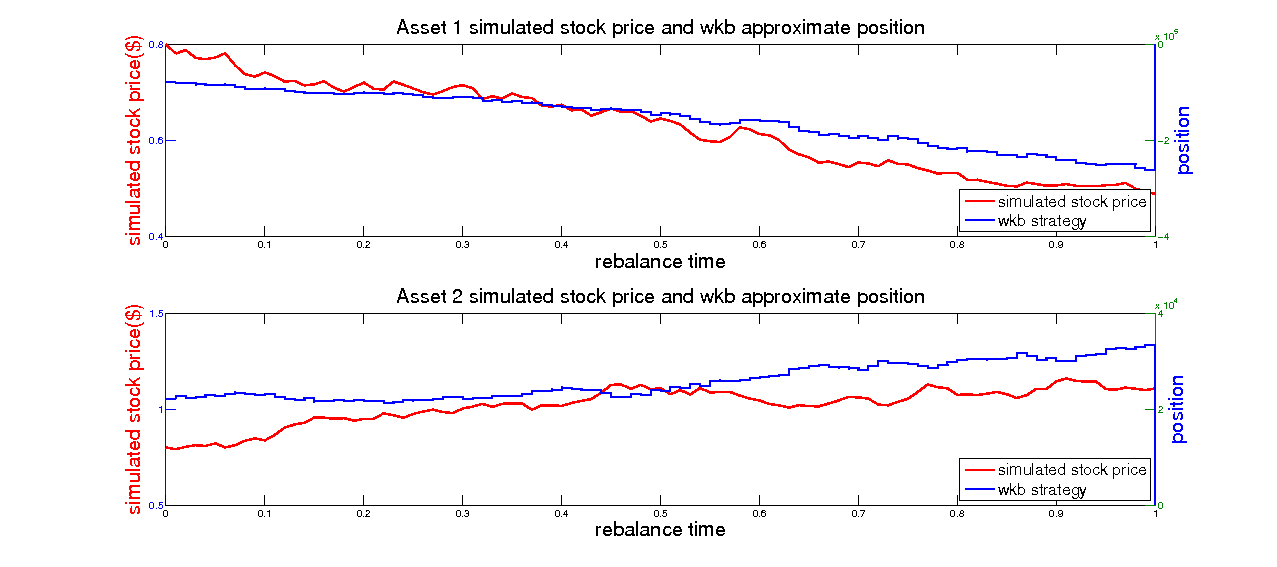 Asset 1 simulated stock price and wkb approximate position
x 10^5
simulated stock price($)
0.8
0.6
0.4
0
-2
-4
position
simulated stock price
wkb strategy
0 0.1 0.2 0.3 0.4 0.5 0.6 0.7 0.8 0.9 1
rebalance time
Asset 2 simulated stock price and wkb approximate position
x 10^4
simulated stock price($)
1.5
1
0.5
4
2
0
position
simulated stock price
wkb strategy
0 0.1 0.2 0.3 0.4 0.5 0.6 0.7 0.8 0.9 1
rebalance time